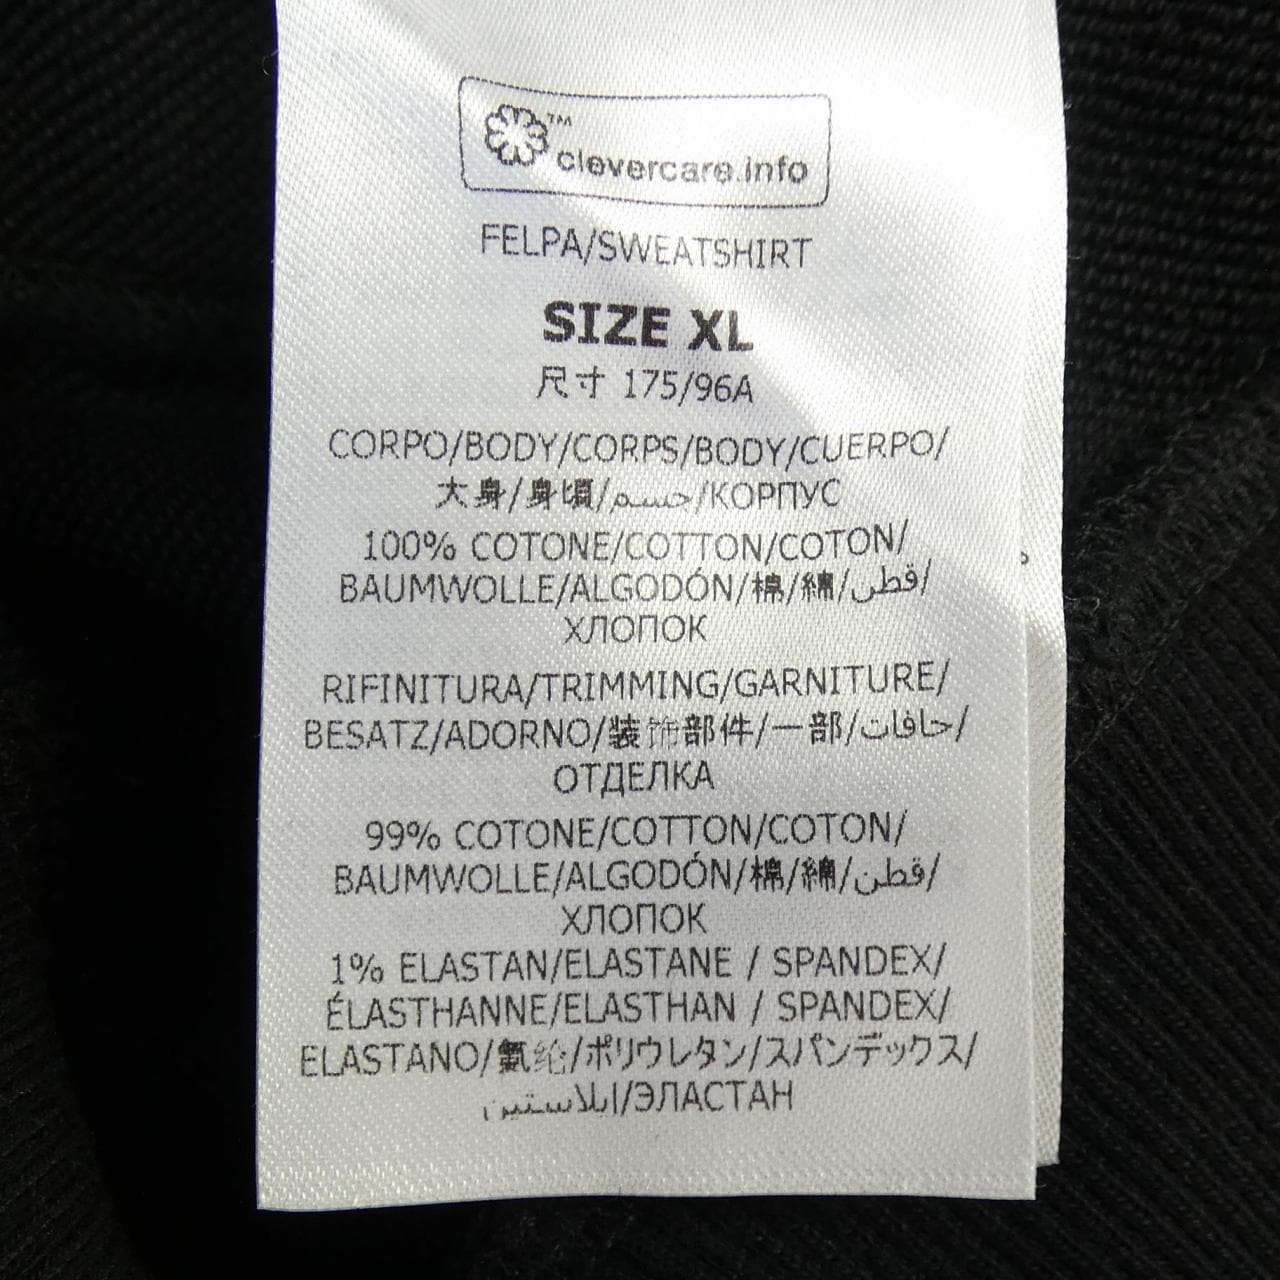 ™
clevercare.info
FELPA/SWEATSHIRT
SIZE XL
尺寸 175/96A
CORPO/BODY/CORPS/BODY/CUERPO/
大身/身頃/جسم/КОРПУС
100% COTONE/COTTON/COTON/
BAUMWOLLE/ALGODÓN/棉/綿/قطن/
ХЛОПОК
RIFINITURA/TRIMMING/GARNITURE/
BESATZ/ADORNO/装饰部件/一部/حافات/
ОТДЕЛКА
99% COTONE/COTTON/COTON/
BAUMWOLLE/ALGODÓN/棉/綿/قطن/
ХЛОПОК
1% ELASTAN/ELASTANE / SPANDEX/
ÉLASTHANNE/ELASTHAN / SPANDEX/
ELASTANO/氨纶/ポリウレタン/スパンデックス/
ايلاستين/ЭЛАСТАН